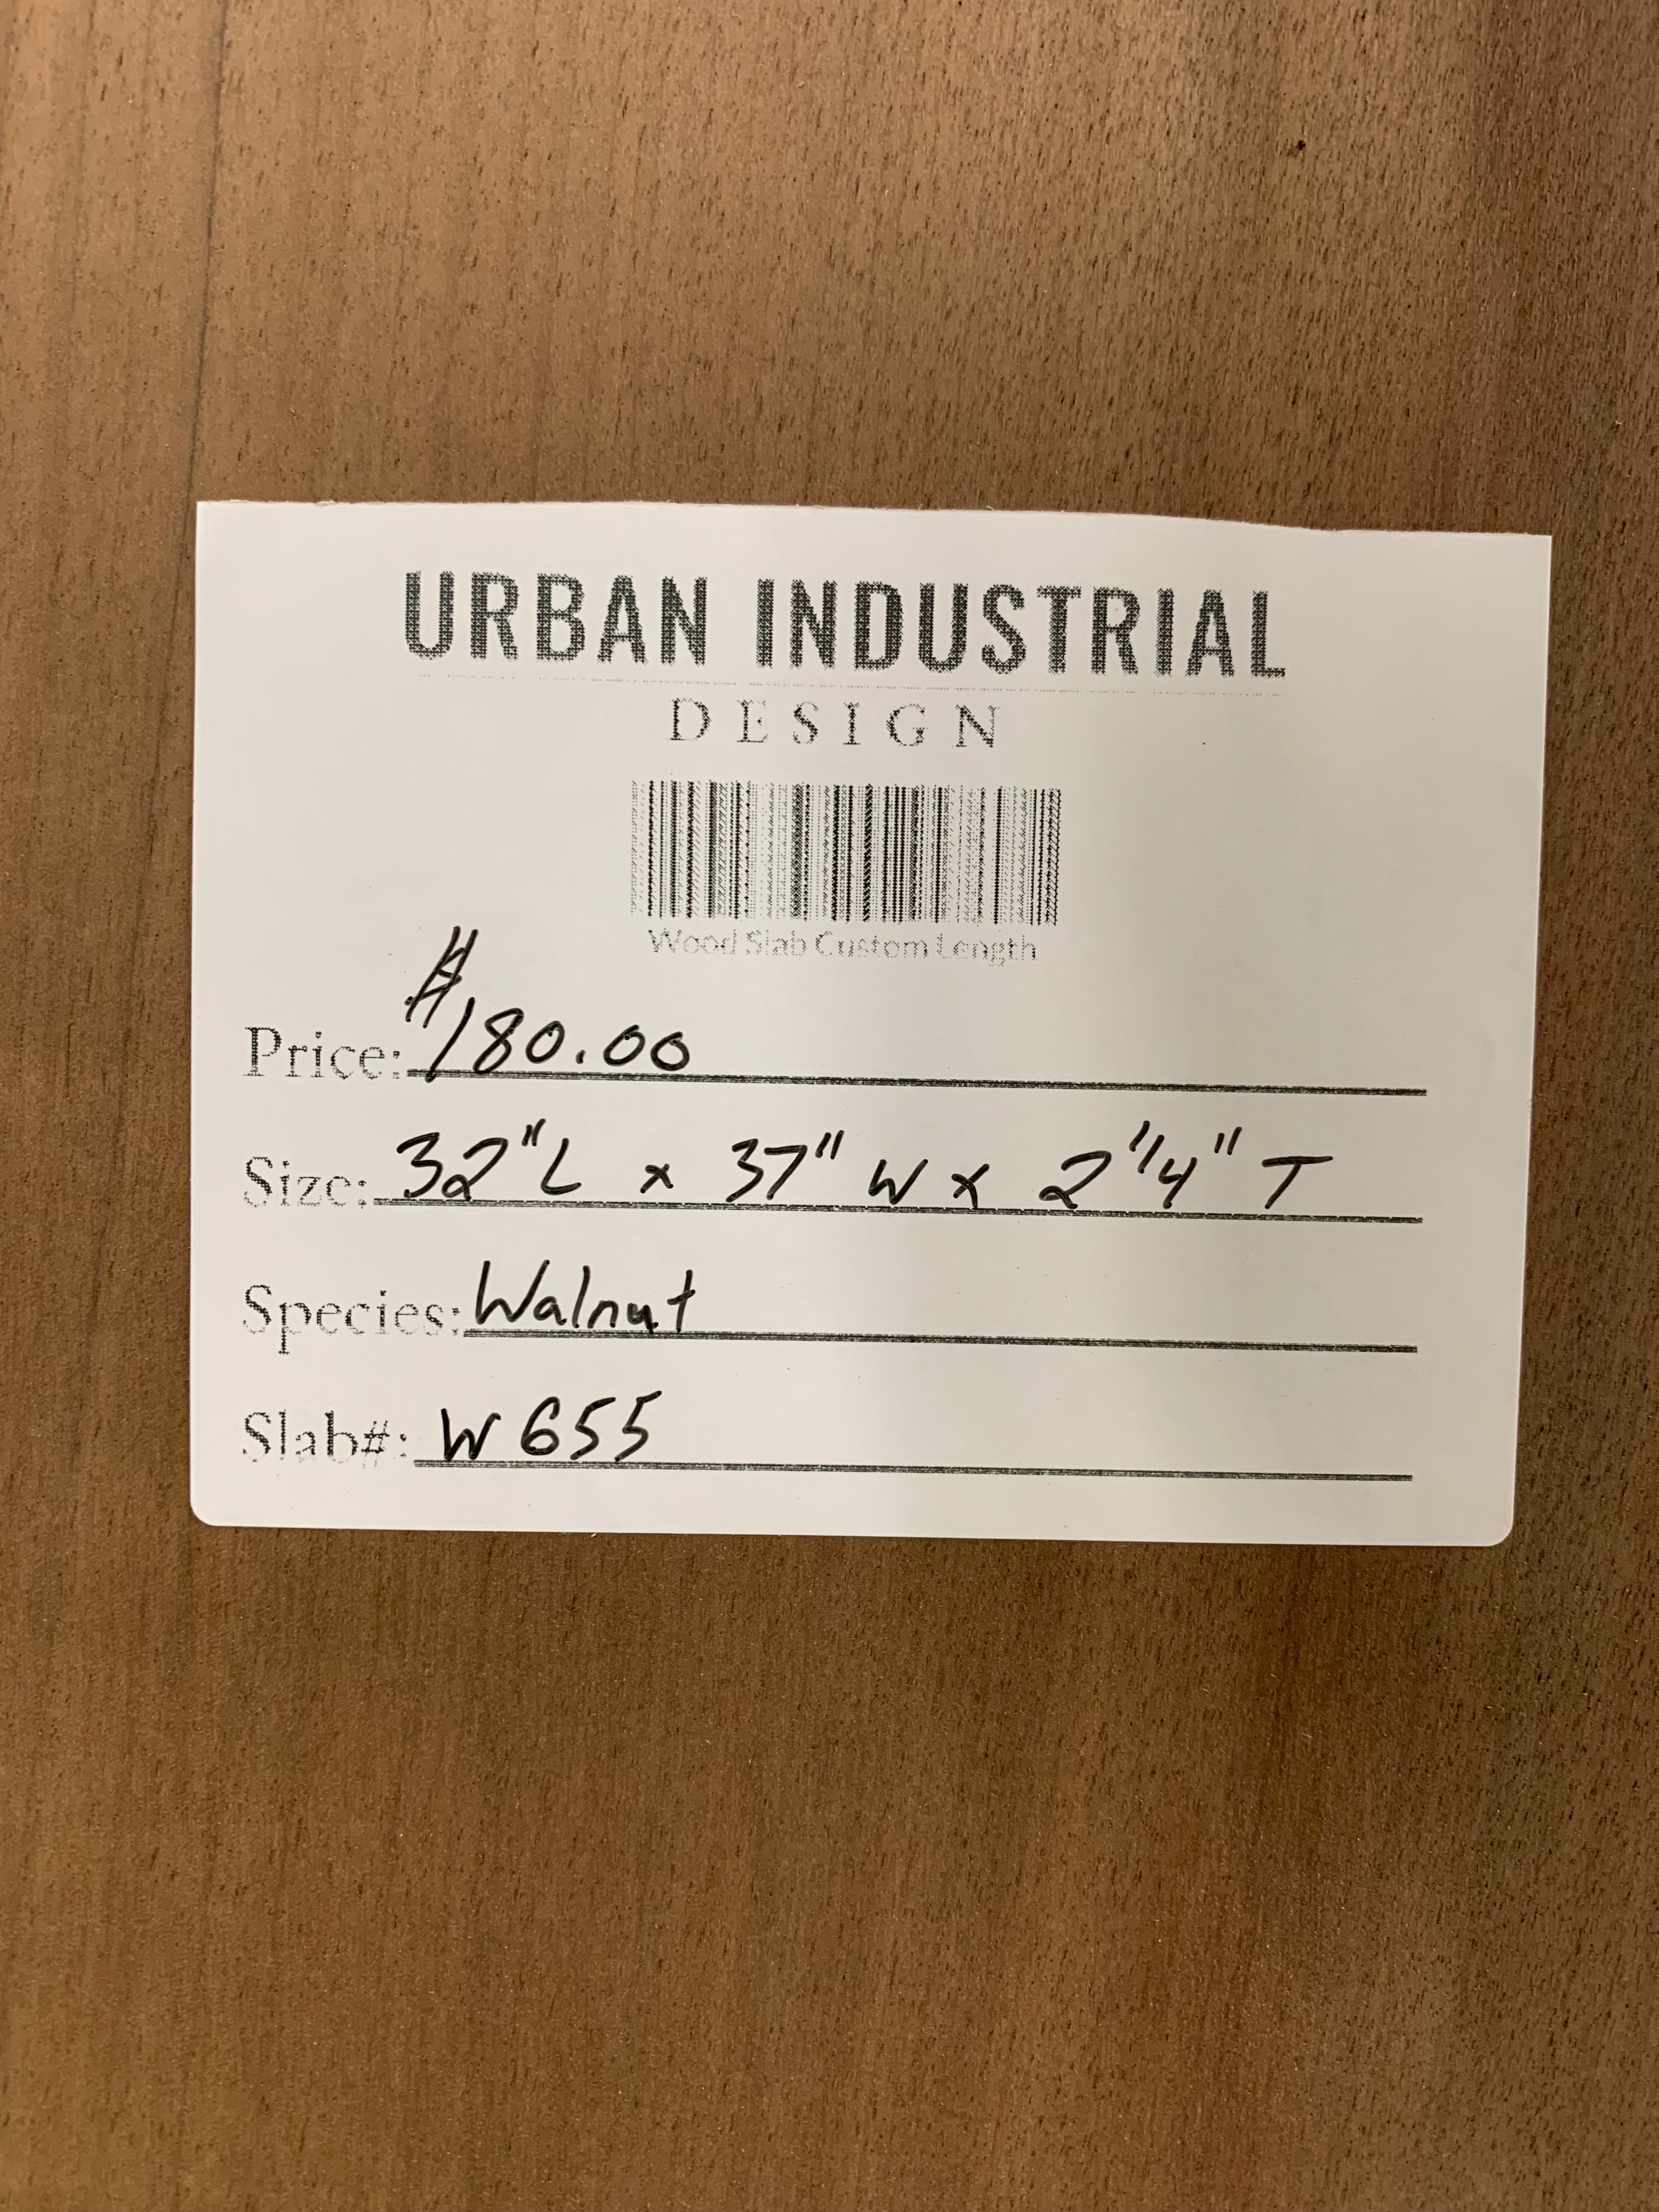 URBAN INDUSTRIAL
DESIGN
Wood Slab Custom Length
Price: $180.00
Size: 32"L x 37" W x 2 1/4" T
Species: Walnut
Slab#: W655